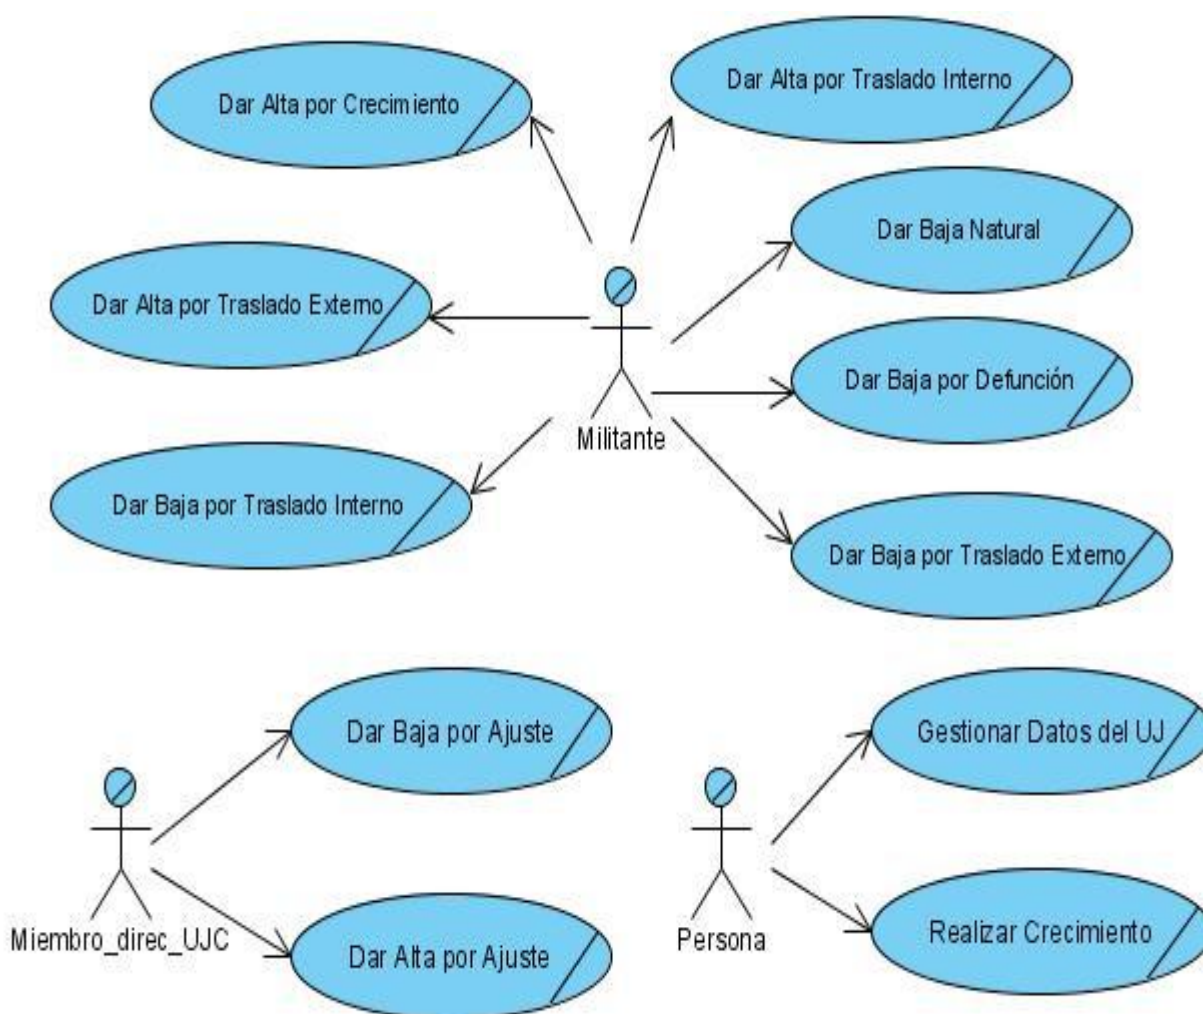 Dar Alta por Crecimiento
Dar Alta por Traslado Interno
Dar Baja Natural
Dar Alta por Traslado Externo
Dar Baja por Defunción
Militante
Dar Baja por Traslado Interno
Dar Baja por Traslado Externo
Dar Baja por Ajuste
Gestionar Datos del UJ
Miembro_direc_UJC
Persona
Realizar Crecimiento
Dar Alta por Ajuste